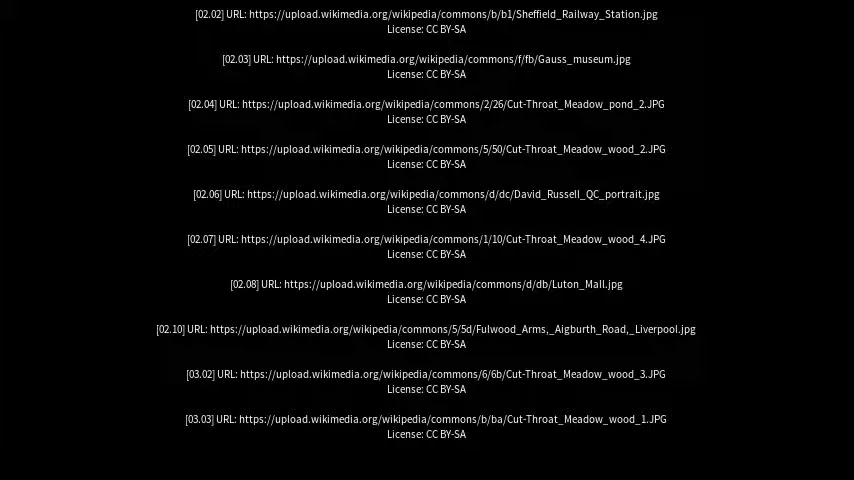 [02.02] URL: https://upload.wikimedia.org/wikipedia/commons/b/b1/Sheffield_Railway_Station.jpg
License: CC BY-SA
[02.03] URL: https://upload.wikimedia.org/wikipedia/commons/f/fb/Gauss_museum.jpg
License: CC BY-SA
[02.04] URL: https://upload.wikimedia.org/wikipedia/commons/2/26/Cut-Throat_Meadow_pond_2.JPG
License: CC BY-SA
[02.05] URL: https://upload.wikimedia.org/wikipedia/commons/5/50/Cut-Throat_Meadow_wood_2.JPG
License: CC BY-SA
[02.06] URL: https://upload.wikimedia.org/wikipedia/commons/d/dc/David_Russell_QC_portrait.jpg
License: CC BY-SA
[02.07] URL: https://upload.wikimedia.org/wikipedia/commons/1/10/Cut-Throat_Meadow_wood_4.JPG
License: CC BY-SA
[02.08] URL: https://upload.wikimedia.org/wikipedia/commons/d/db/Luton_Mall.jpg
License: CC BY-SA
[02.10] URL: https://upload.wikimedia.org/wikipedia/commons/5/5d/Fulwood_Arms,_Aigburth_Road,_Liverpool.jpg
License: CC BY-SA
[03.02] URL: https://upload.wikimedia.org/wikipedia/commons/6/6b/Cut-Throat_Meadow_wood_3.JPG
License: CC BY-SA
[03.03] URL: https://upload.wikimedia.org/wikipedia/commons/b/ba/Cut-Throat_Meadow_wood_1.JPG
License: CC BY-SA